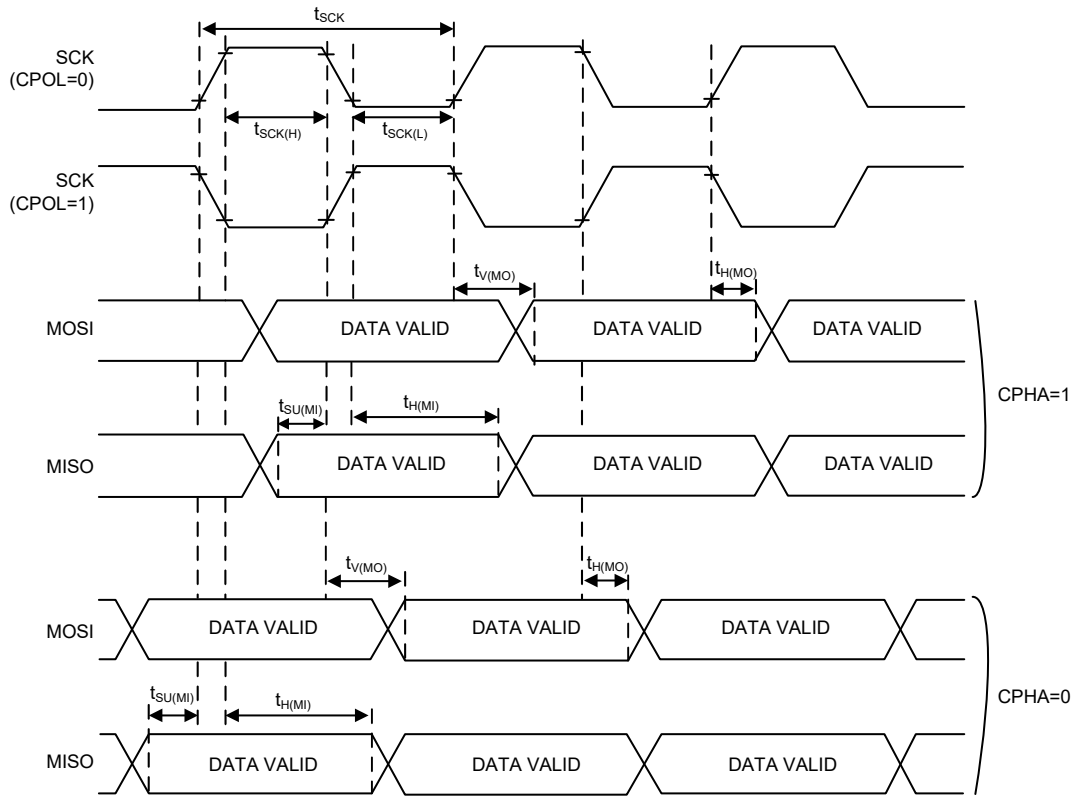 tSCK
SCK
(CPOL=0)
tSCK(H)
tSCK(L)
SCK
(CPOL=1)
tV(MO)
tH(MO)
MOSI
DATA VALID
DATA VALID
DATA VALID
CPHA=1
tSU(MI)
tH(MI)
MISO
DATA VALID
DATA VALID
DATA VALID
tV(MO)
tH(MO)
MOSI
DATA VALID
DATA VALID
DATA VALID
CPHA=0
tSU(MI)
tH(MI)
MISO
DATA VALID
DATA VALID
DATA VALID